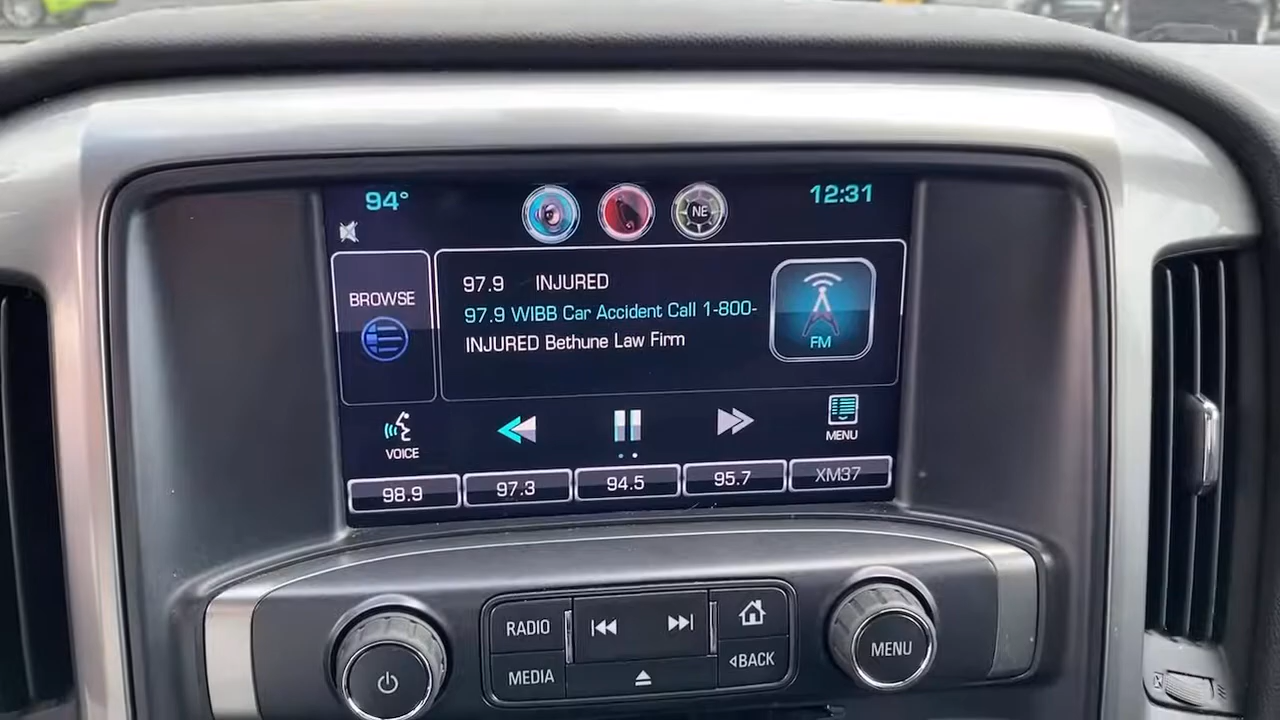 94°
12:31
NE
BROWSE
97.9 INJURED
97.9 WIBB Car Accident Call 1-800-
INJURED Bethune Law Firm
FM
VOICE
MENU
98.9
97.3
94.5
95.7
XM37
RADIO
MEDIA
BACK
MENU